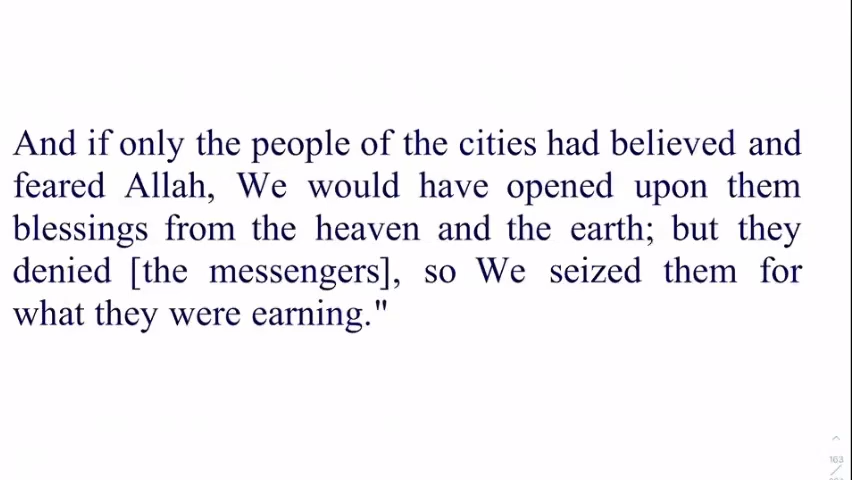 And if only the people of the cities had believed and
feared Allah, We would have opened upon them
blessings from the heaven and the earth; but they
denied [the messengers], so We seized them for
what they were earning."
163
/